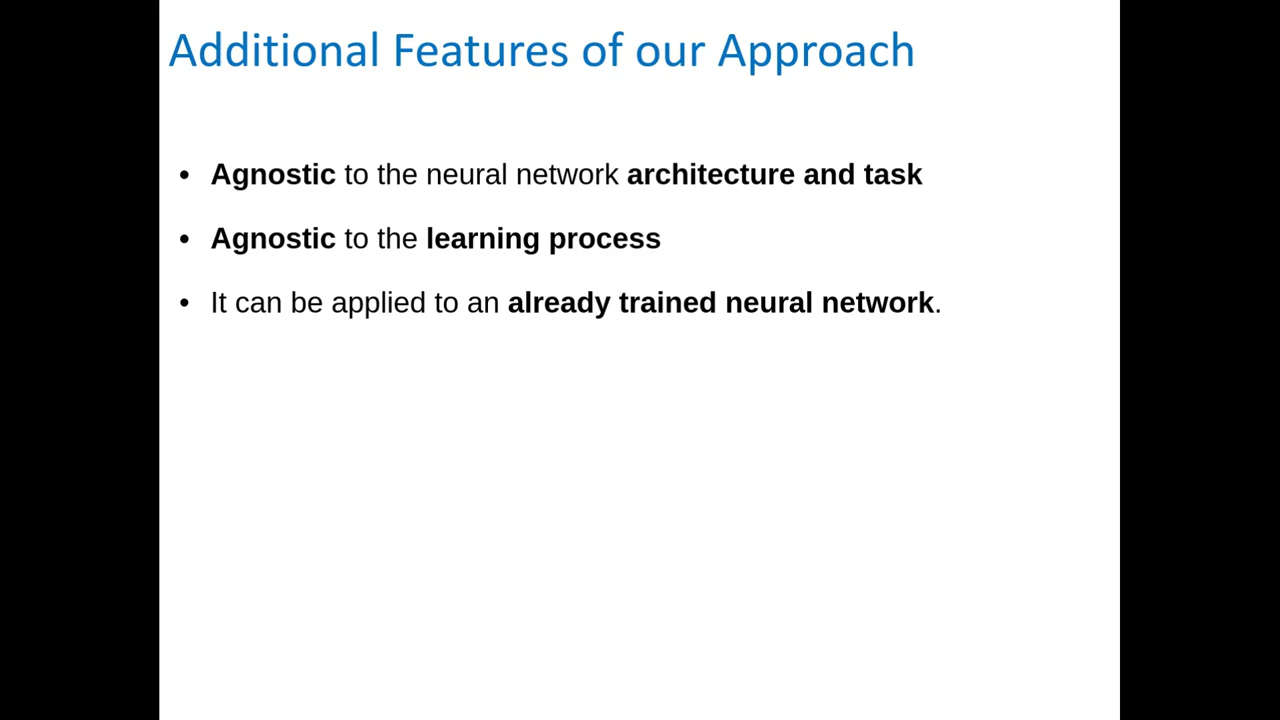 Additional Features of our Approach
• Agnostic to the neural network architecture and task
• Agnostic to the learning process
• It can be applied to an already trained neural network.